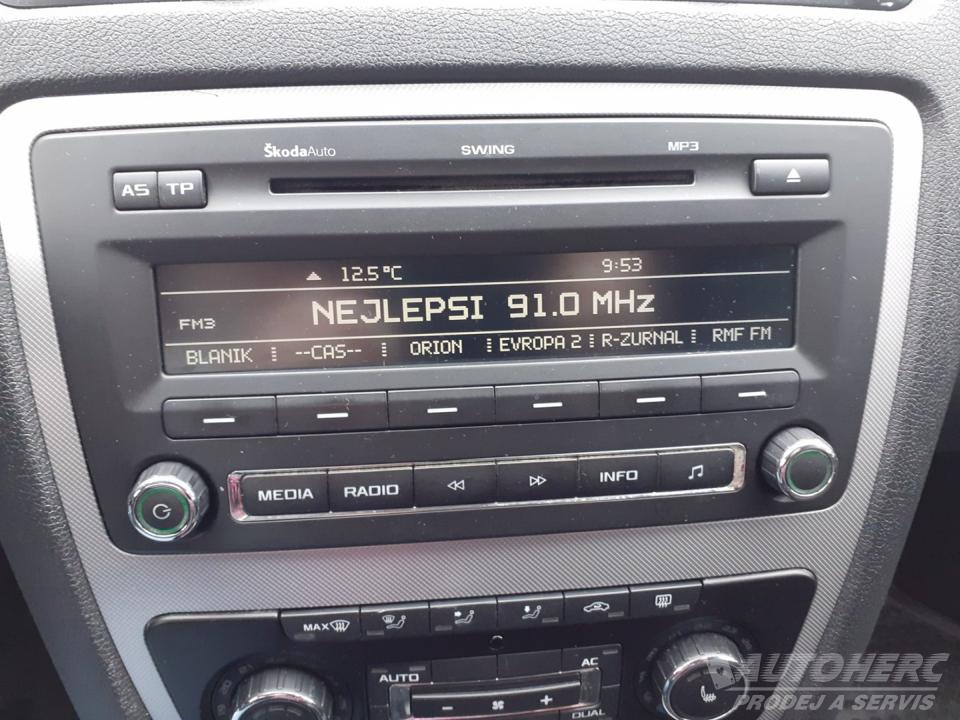 ŠkodaAuto SWING MP3
AS TP
12.5°C 9:53
NEJLEPSI 91.0 MHz
FM3
BLANIK --CAS-- ORION EVROPA 2 R-ZURNAL RMF FM
MEDIA RADIO INFO
MAX
AUTO AC
DUAL
AUTOHERC
PRODEJ A SERVIS